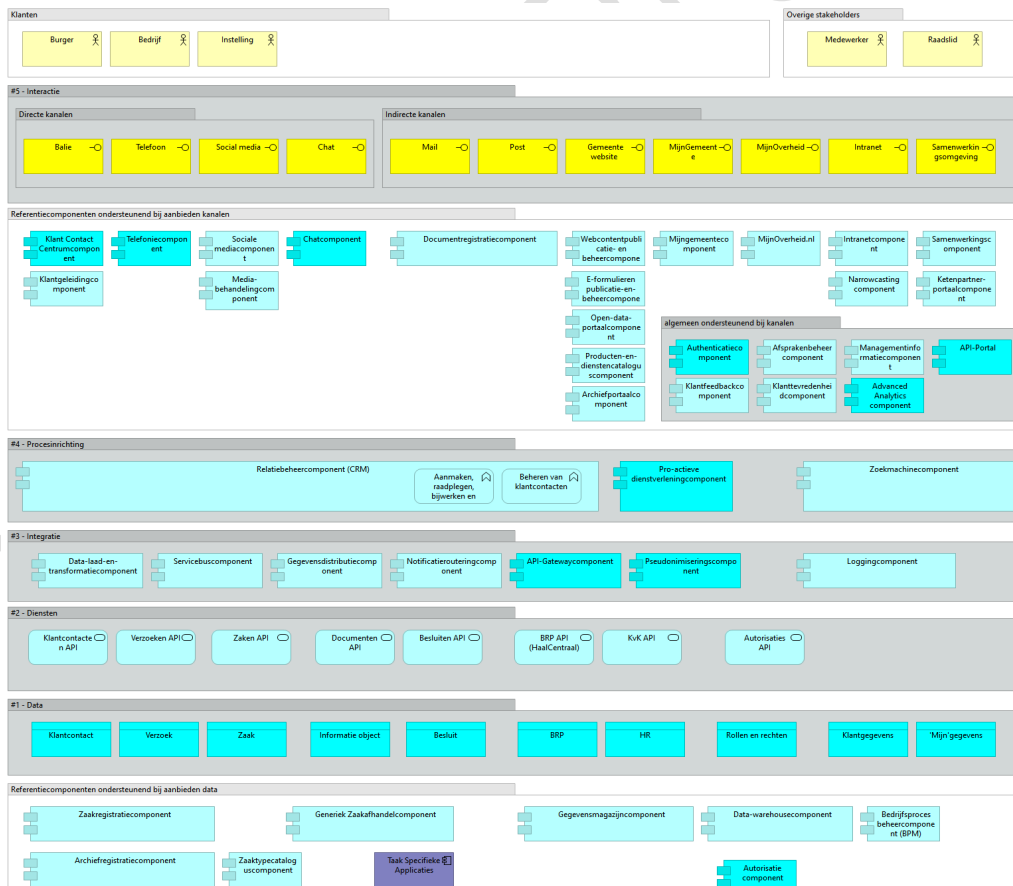 Klanten
Overige stakeholders
Burger
Bedrijf
Instelling
Medewerker
Raadslid
#5 - Interactie
Directe kanalen
Indirecte kanalen
Balie
Telefoon
Social media
Chat
Mail
Post
Gemeente
website
MijnGemeent
e
MijnOverheid
Intranet
Samenwerkin
gsomgeving
Referentiecomponenten ondersteunend bij aanbieden kanalen
Klant Contact
Centrumcompon
ent
Telefoniecompon
ent
Sociale
mediacomponen
t
Chatcomponent
Documentregistratiecomponent
Webcontentpubli
catie- en
beheercompone
Mijngemeenteco
mponent
MijnOverheid.nl
Intranetcompone
nt
Samenwerkingsc
omponent
Klantgeleidingco
mponent
Media-
behandelingcom
ponent
E-formulieren
publicatie-en-
beheercompone
Narrowcasting
component
Ketenpartner-
portaalcompone
nt
Open-data-
portaalcompone
nt
Producten-en-
dienstencatalogu
scomponent
Archiefportaalco
mponent
algemeen ondersteunend bij kanalen
Authenticatieco
mponent
Afsprakenbeheer
component
Managementinfo
rmatiecomponen
t
API-Portal
Klantfeedbackco
mponent
Klanttevredenhei
dcomponent
Advanced
Analytics
component
#4 - Procesinrichting
Relatiebeheercomponent (CRM)
Aanmaken,
raadplegen,
bijwerken en
Beheren van
klantcontacten
Pro-actieve
dienstverleningcomponent
Zoekmachinecomponent
#3 - Integratie
Data-laad-en-
transformatiecomponent
Servicebuscomponent
Gegevensdistributiecomp
onent
Notificatierouteringcomp
onent
API-Gatewaycomponent
Pseudonimiseringscompo
nent
Loggingcomponent
#2 - Diensten
Klantcontacte
n API
Verzoeken API
Zaken API
Documenten
API
Besluiten API
BRP API
(HaalCentraal)
KvK API
Autorisaties
API
#1 - Data
Klantcontact
Verzoek
Zaak
Informatie object
Besluit
BRP
HR
Rollen en rechten
Klantgegevens
'Mijn'gegevens
Referentiecomponenten ondersteunend bij aanbieden data
Zaakregistratiecomponent
Generiek Zaakafhandelcomponent
Gegevensmagazijncomponent
Data-warehousecomponent
Bedrijfsproces
beheercompone
nt (BPM)
Archiefregistratiecomponent
Zaaktypecatalog
uscomponent
Taak Specifieke
Applicaties
Autorisatie
component